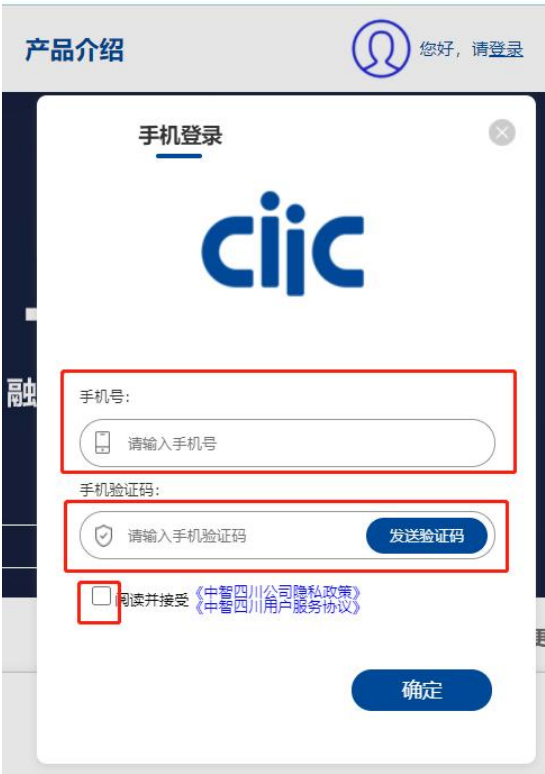 产品介绍
您好，请登录
手机登录
ciic
融
手机号：
请输入手机号
手机验证码：
请输入手机验证码
发送验证码
阅读并接受
《中智四川公司隐私政策》
《中智四川用户服务协议》
确定